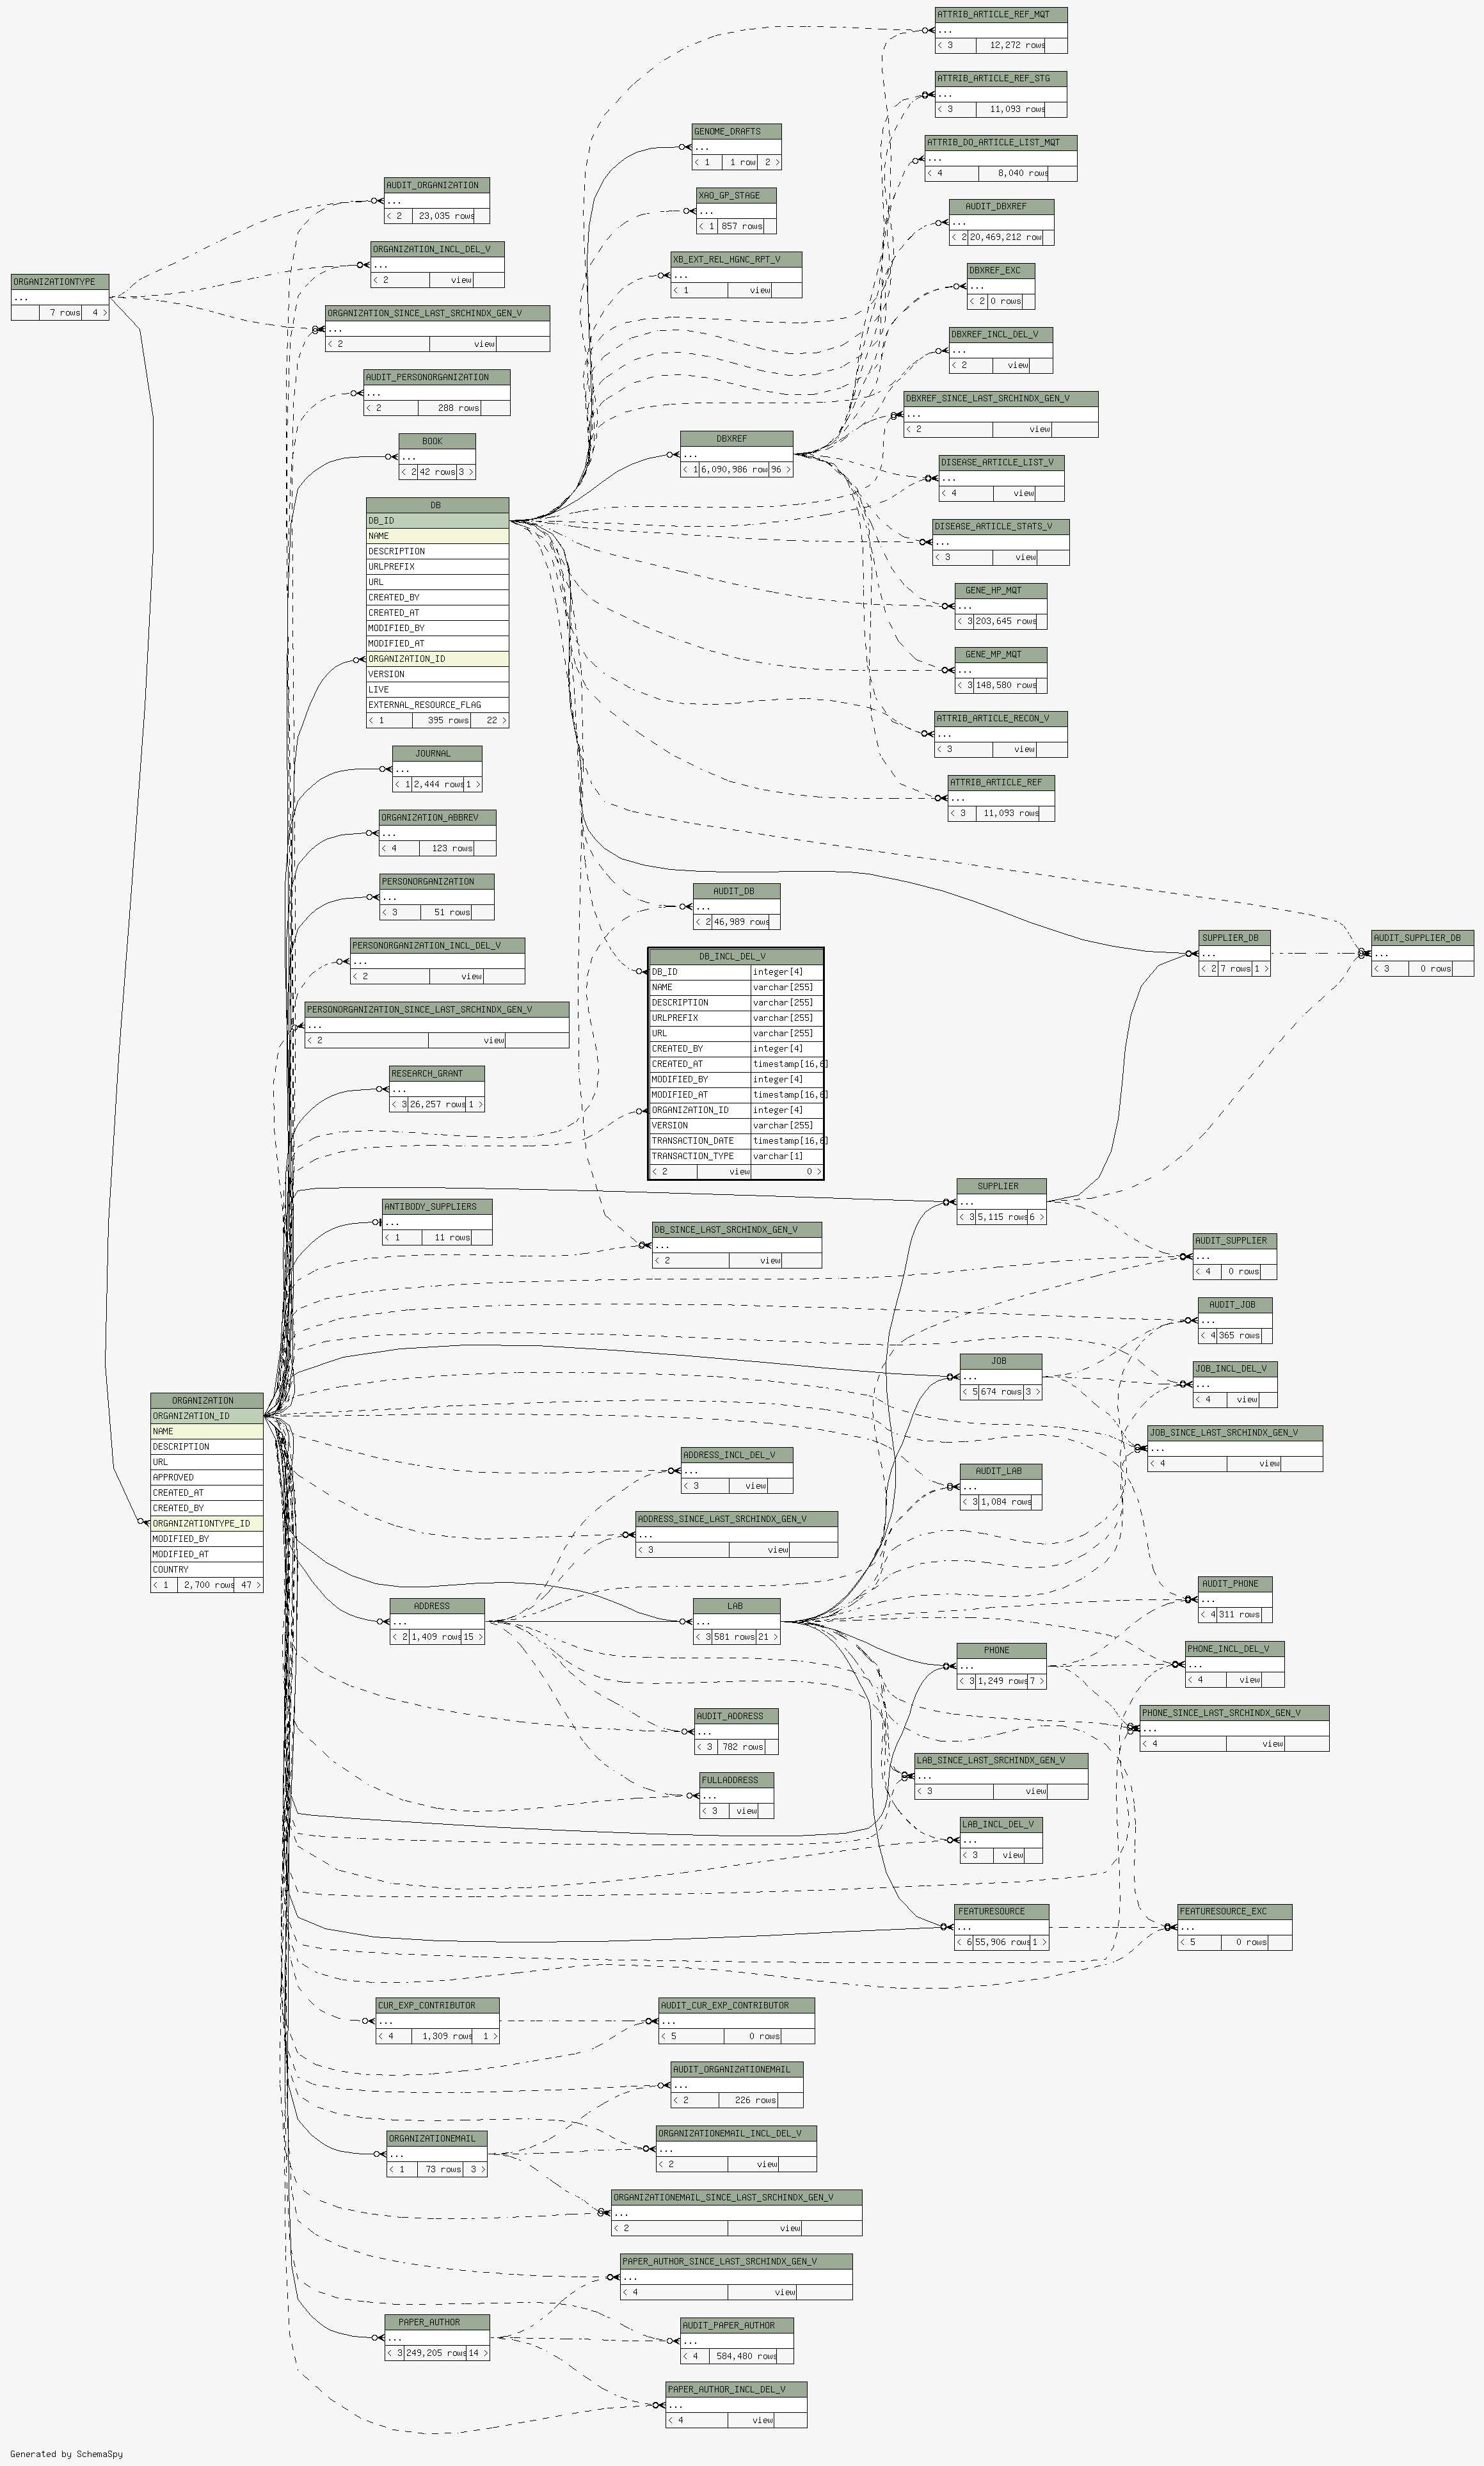 ATTRIB_ARTICLE_REF_MQT
...
< 3 12,272 rows
ATTRIB_ARTICLE_REF_STG
...
< 3 11,093 rows
GENOME_DRAFTS
...
< 1 1 row 2 >
ATTRIB_DO_ARTICLE_LIST_MQT
...
< 4 8,040 rows
AUDIT_ORGANIZATION
...
< 2 23,035 rows
XAO_GP_STAGE
...
< 1 857 rows
AUDIT_DBXREF
...
< 2 20,469,212 row
ORGANIZATION_INCL_DEL_V
...
< 2 view
XB_EXT_REL_HGNC_RPT_V
...
< 1 view
DBXREF_EXC
...
< 2 0 rows
ORGANIZATIONTYPE
...
7 rows 4 >
ORGANIZATION_SINCE_LAST_SRCHINDX_GEN_V
...
< 2 view
DBXREF_INCL_DEL_V
...
< 2 view
AUDIT_PERSONORGANIZATION
...
< 2 288 rows
DBXREF_SINCE_LAST_SRCHINDX_GEN_V
...
< 2 view
BOOK
...
< 2 42 rows 3 >
DBXREF
...
< 1 6,090,986 row 96 >
DISEASE_ARTICLE_LIST_V
...
< 4 view
DB
DB_ID
NAME
DESCRIPTION
URLPREFIX
URL
CREATED_BY
CREATED_AT
MODIFIED_BY
MODIFIED_AT
ORGANIZATION_ID
VERSION
LIVE
EXTERNAL_RESOURCE_FLAG
< 1 395 rows 22 >
DISEASE_ARTICLE_STATS_V
...
< 3 view
GENE_HP_MQT
...
< 3 203,645 rows
GENE_MP_MQT
...
< 3 148,580 rows
ATTRIB_ARTICLE_RECON_V
...
< 3 view
JOURNAL
...
< 1 2,444 rows 1 >
ATTRIB_ARTICLE_REF
...
< 3 11,093 rows
ORGANIZATION_ABBREV
...
< 4 123 rows
PERSONORGANIZATION
...
< 3 51 rows
AUDIT_DB
...
< 2 46,989 rows
PERSONORGANIZATION_INCL_DEL_V
...
< 2 view
SUPPLIER_DB
...
< 2 7 rows 1 >
AUDIT_SUPPLIER_DB
...
< 3 0 rows
DB_INCL_DEL_V
DB_ID integer[4]
NAME varchar[255]
DESCRIPTION varchar[255]
URLPREFIX varchar[255]
URL varchar[255]
CREATED_BY integer[4]
CREATED_AT timestamp[16,6]
MODIFIED_BY integer[4]
MODIFIED_AT timestamp[16,6]
ORGANIZATION_ID integer[4]
VERSION varchar[255]
TRANSACTION_DATE timestamp[16,6]
TRANSACTION_TYPE varchar[1]
< 2 view 0 >
PERSONORGANIZATION_SINCE_LAST_SRCHINDX_GEN_V
...
< 2 view
RESEARCH_GRANT
...
< 3 26,257 rows 1 >
SUPPLIER
...
< 3 5,115 rows 6 >
ANTIBODY_SUPPLIERS
...
< 1 11 rows
DB_SINCE_LAST_SRCHINDX_GEN_V
...
< 2 view
AUDIT_SUPPLIER
...
< 4 0 rows
AUDIT_JOB
...
< 4 365 rows
JOB
...
< 5 674 rows 3 >
JOB_INCL_DEL_V
...
< 4 view
ORGANIZATION
ORGANIZATION_ID
NAME
DESCRIPTION
URL
APPROVED
CREATED_AT
CREATED_BY
ORGANIZATIONTYPE_ID
MODIFIED_BY
MODIFIED_AT
COUNTRY
< 1 2,700 rows 47 >
JOB_SINCE_LAST_SRCHINDX_GEN_V
...
< 4 view
ADDRESS_INCL_DEL_V
...
< 3 view
AUDIT_LAB
...
< 3 1,084 rows
ADDRESS_SINCE_LAST_SRCHINDX_GEN_V
...
< 3 view
AUDIT_PHONE
...
< 4 311 rows
ADDRESS
...
< 2 1,409 rows 15 >
LAB
...
< 3 581 rows 21 >
PHONE
...
< 3 1,249 rows 7 >
PHONE_INCL_DEL_V
...
< 4 view
PHONE_SINCE_LAST_SRCHINDX_GEN_V
...
< 4 view
AUDIT_ADDRESS
...
< 3 782 rows
LAB_SINCE_LAST_SRCHINDX_GEN_V
...
< 3 view
FULLADDRESS
...
< 3 view
LAB_INCL_DEL_V
...
< 3 view
FEATURESOURCE
...
< 6 55,906 rows 1 >
FEATURESOURCE_EXC
...
< 5 0 rows
CUR_EXP_CONTRIBUTOR
...
< 4 1,309 rows 1 >
AUDIT_CUR_EXP_CONTRIBUTOR
...
< 5 0 rows
AUDIT_ORGANIZATIONEMAIL
...
< 2 226 rows
ORGANIZATIONEMAIL
...
< 1 73 rows 3 >
ORGANIZATIONEMAIL_INCL_DEL_V
...
< 2 view
ORGANIZATIONEMAIL_SINCE_LAST_SRCHINDX_GEN_V
...
< 2 view
PAPER_AUTHOR_SINCE_LAST_SRCHINDX_GEN_V
...
< 4 view
PAPER_AUTHOR
...
< 3 249,205 rows 14 >
AUDIT_PAPER_AUTHOR
...
< 4 584,480 rows
PAPER_AUTHOR_INCL_DEL_V
...
< 4 view
Generated by SchemaSpy